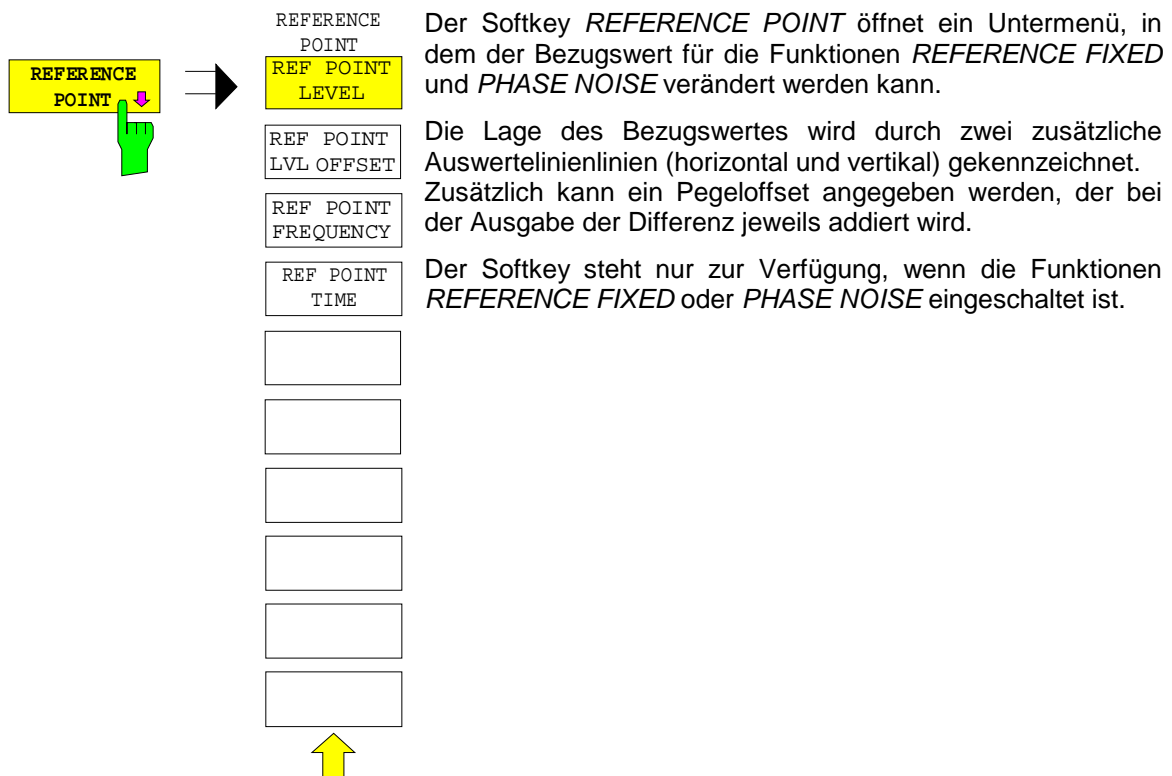 REFERENCE
POINT
REFERENCE
POINT
REF POINT
LEVEL
REF POINT
LVL OFFSET
REF POINT
FREQUENCY
REF POINT
TIME
Der Softkey REFERENCE POINT öffnet ein Untermenü, in
dem der Bezugswert für die Funktionen REFERENCE FIXED
und PHASE NOISE verändert werden kann.
Die Lage des Bezugswertes wird durch zwei zusätzliche
Auswertelinienlinien (horizontal und vertikal) gekennzeichnet.
Zusätzlich kann ein Pegeloffset angegeben werden, der bei
der Ausgabe der Differenz jeweils addiert wird.
Der Softkey steht nur zur Verfügung, wenn die Funktionen
REFERENCE FIXED oder PHASE NOISE eingeschaltet ist.